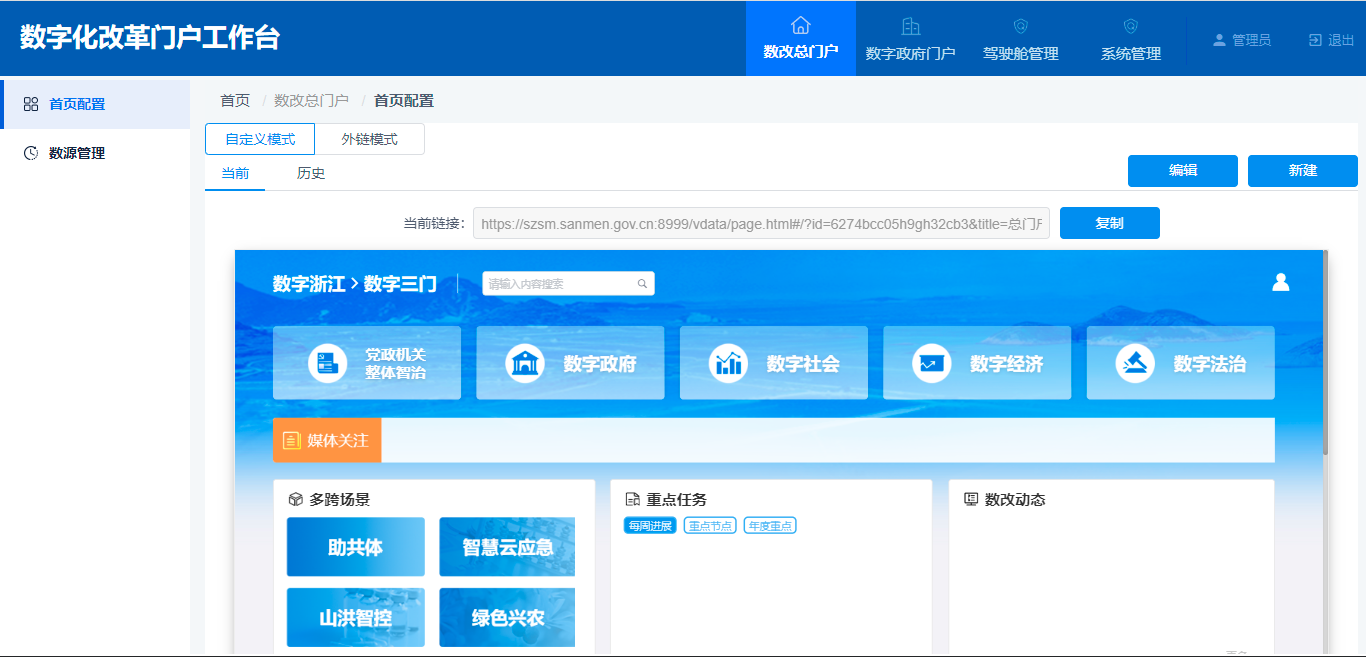 数字化改革门户工作台
数改总门户
数字政府门户
驾驶舱管理
系统管理
管理员
退出
首页配置
数源管理
首页 / 数改总门户 / 首页配置
自定义模式
外链模式
当前
历史
编辑
新建
当前链接:
https://szsm.sanmen.gov.cn:8999/vdata/page.html#/?id=6274bcc05h9gh32cb3&title=总门
复制
数字浙江 > 数字三门
请输入内容搜索
党政机关
整体智治
数字政府
数字社会
数字经济
数字法治
媒体关注
多跨场景
助共体
智慧云应急
山洪智控
绿色兴农
重点任务
每周进展
重点节点
年度重点
数改动态